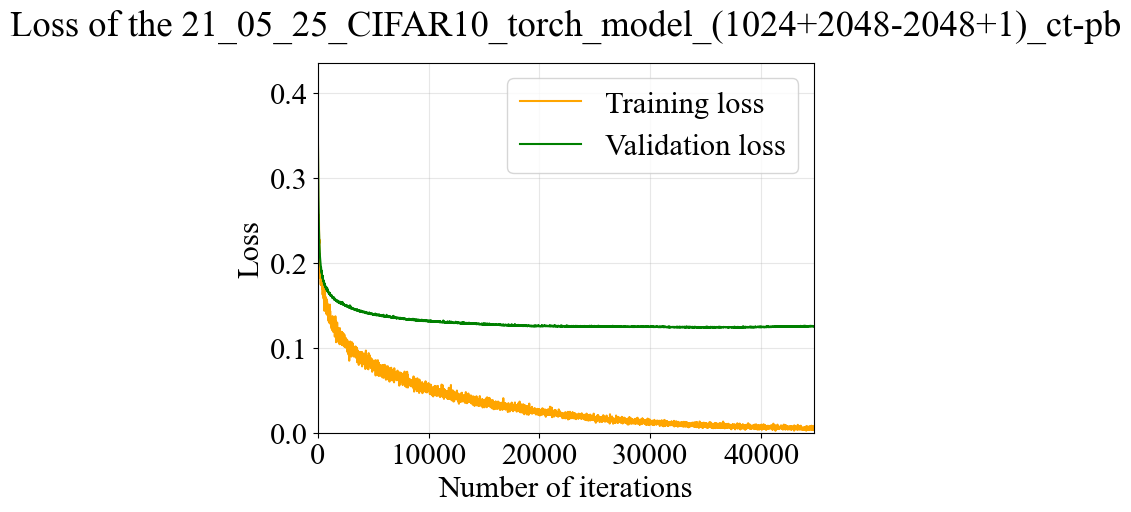 Loss of the 21_05_25_CIFAR10_torch_model_(1024+2048-2048+1)_ct-pb
Training loss
Validation loss
Loss
0.4
0.3
0.2
0.1
0.0
0 10000 20000 30000 40000
Number of iterations